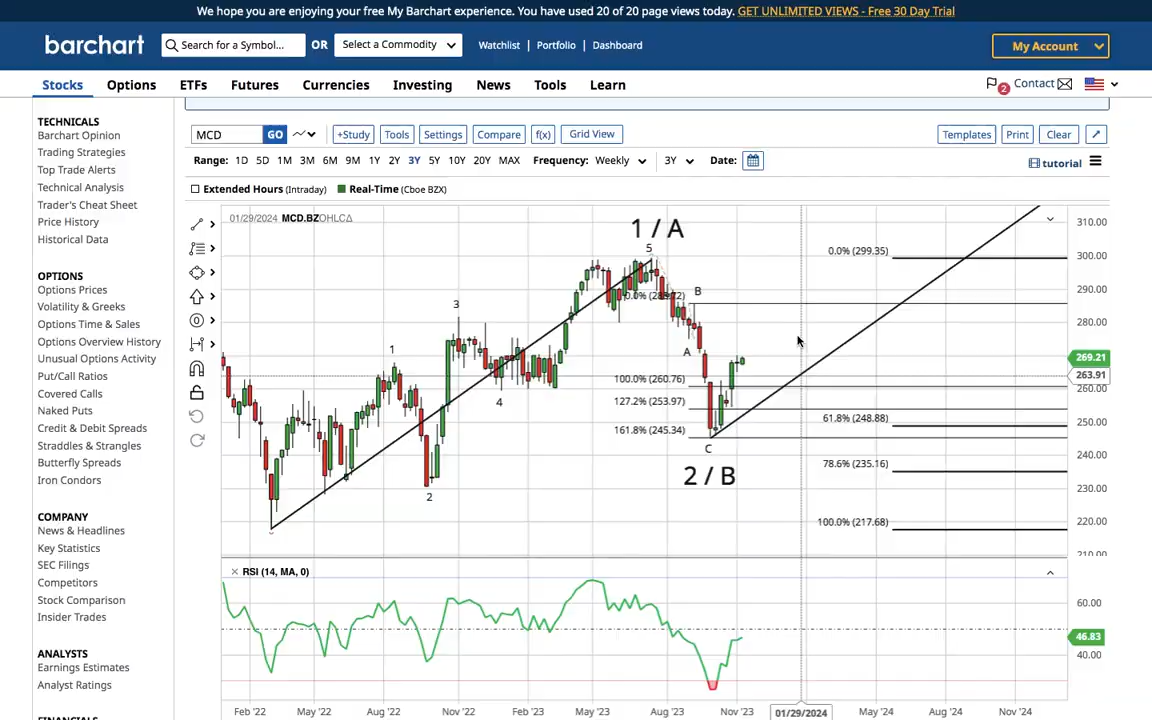 We hope you are enjoying your free My Barchart experience. You have used 20 of 20 page views today. GET UNLIMITED VIEWS - Free 30 Day Trial
barchart Search for a Symbol... OR Select a Commodity Watchlist | Portfolio | Dashboard My Account
Stocks Options ETFs Futures Currencies Investing News Tools Learn 2 Contact
TECHNICALS
Barchart Opinion
Trading Strategies
Top Trade Alerts
Technical Analysis
Trader's Cheat Sheet
Price History
Historical Data
OPTIONS
Options Prices
Volatility & Greeks
Options Time & Sales
Options Overview History
Unusual Options Activity
Put/Call Ratios
Covered Calls
Naked Puts
Credit & Debit Spreads
Straddles & Strangles
Butterfly Spreads
Iron Condors
COMPANY
News & Headlines
Key Statistics
SEC Filings
Competitors
Stock Comparison
Insider Trades
ANALYSTS
Earnings Estimates
Analyst Ratings
MCD GO +Study Tools Settings Compare f(x) Grid View Templates Print Clear
Range: 1D 5D 1M 3M 6M 9M 1Y 2Y 3Y 5Y 10Y 20Y MAX Frequency: Weekly 3Y Date: tutorial
Extended Hours (Intraday) Real-Time (Cboe BZX)
01/29/2024 MCD.BZ OHLCΔ
1 / A
5
0.0% (299.35)
B
3
A
1
100.0% (260.76)
4
127.2% (253.97)
61.8% (248.88)
161.8% (245.34)
C
78.6% (235.16)
2 / B
2
100.0% (217.68)
310.00
300.00
290.00
280.00
269.21
263.91
260.00
250.00
240.00
230.00
220.00
210.00
RSI (14, MA, 0)
60.00
46.83
40.00
Feb '22 May '22 Aug '22 Nov '22 Feb '23 May '23 Aug '23 Nov '23 01/29/2024 May '24 Aug '24 Nov '24